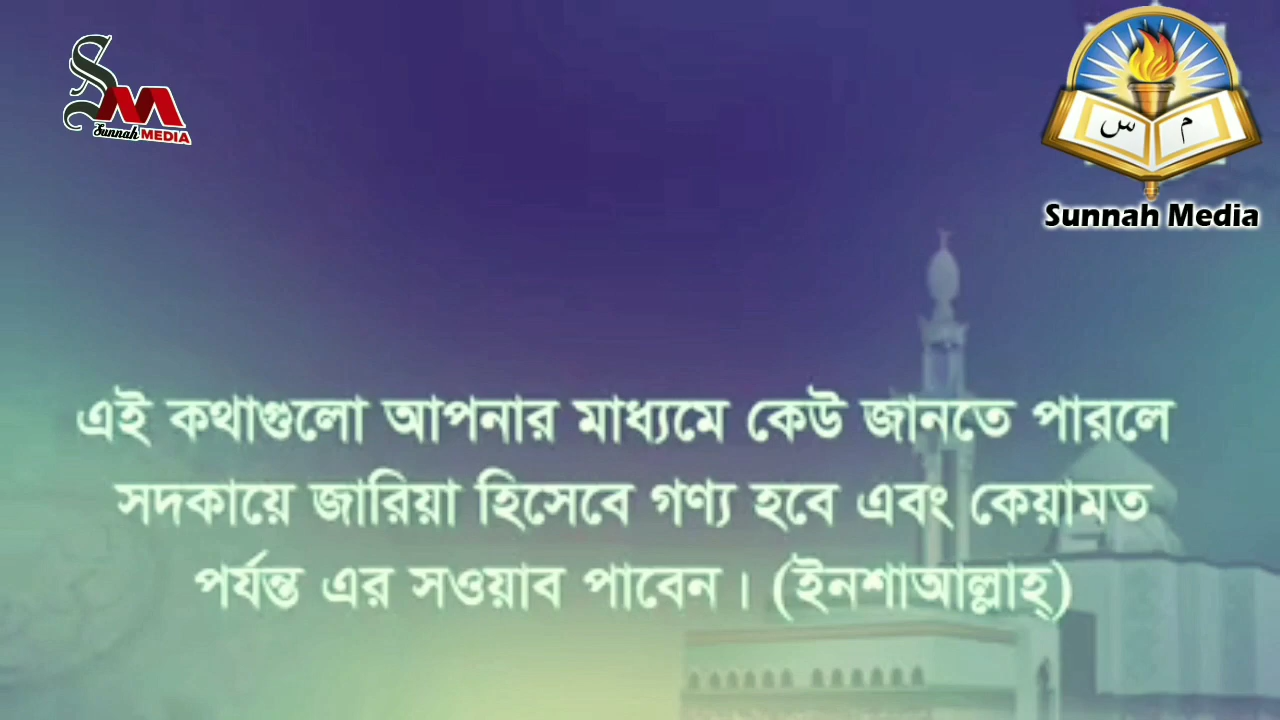 SM
Sunnah MEDIA
س م
Sunnah Media
এই কথাগুলো আপনার মাধ্যমে কেউ জানতে পারলে
সদকায়ে জারিয়া হিসেবে গণ্য হবে এবং কেয়ামত
পর্যন্ত এর সওয়াব পাবেন। (ইনশাআল্লাহ্)